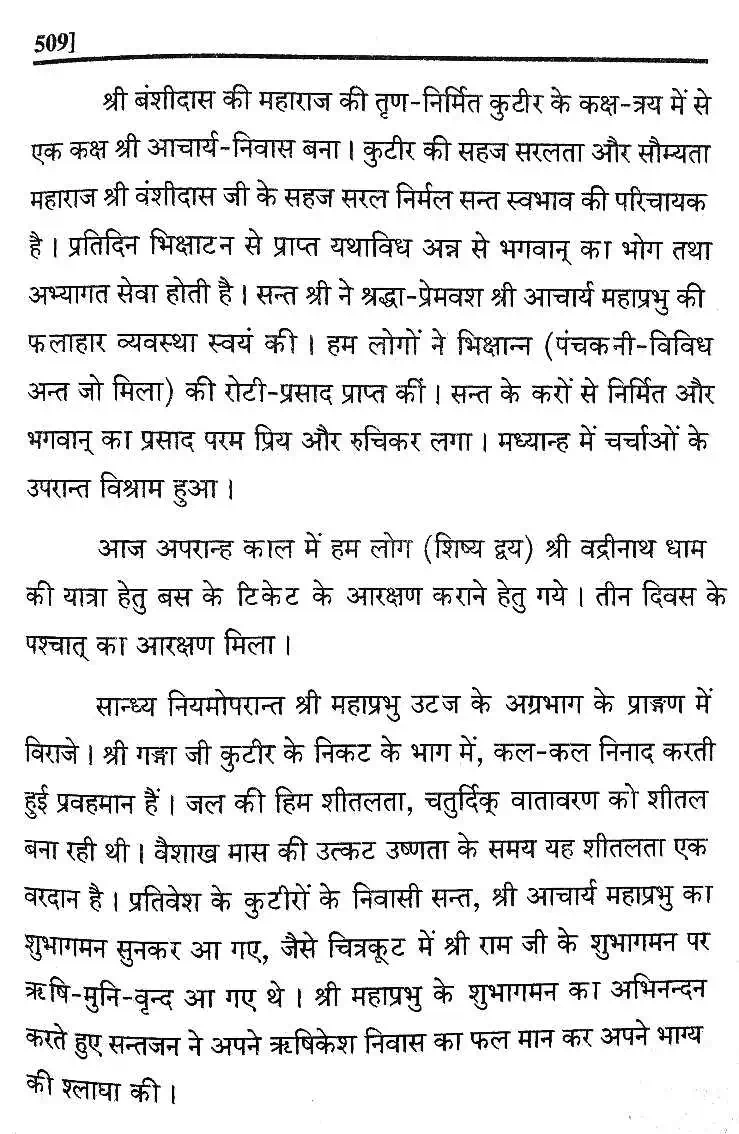 509]
श्री बंशीदास की महाराज की तृण-निर्मित कुटीर के कक्ष-त्रय में से
एक कक्ष श्री आचार्य-निवास बना । कुटीर की सहज सरलता और सौम्यता
महाराज श्री वंशीदास जी के सहज सरल निर्मल सन्त स्वभाव की परिचायक
है । प्रतिदिन भिक्षाटन से प्राप्त यथाविध अन्न से भगवान् का भोग तथा
अभ्यागत सेवा होती है । सन्त श्री ने श्रद्धा-प्रेमवश श्री आचार्य महाप्रभु की
फलाहार व्यवस्था स्वयं की । हम लोगों ने भिक्षान्न (पंचकनी-विविध
अन्त जो मिला) की रोटी-प्रसाद प्राप्त कीं । सन्त के करों से निर्मित और
भगवान् का प्रसाद परम प्रिय और रुचिकर लगा । मध्यान्ह में चर्चाओं के
उपरान्त विश्राम हुआ ।
आज अपरान्ह काल में हम लोग (शिष्य द्वय) श्री वद्रीनाथ धाम
की यात्रा हेतु बस के टिकेट के आरक्षण कराने हेतु गये । तीन दिवस के
पश्चात् का आरक्षण मिला ।
सान्ध्य नियमोपरान्त श्री महाप्रभु उटज के अग्रभाग के प्राङ्गण में
विराजे । श्री गङ्गा जी कुटीर के निकट के भाग में, कल-कल निनाद करती
हुई प्रवहमान हैं । जल की हिम शीतलता, चतुर्दिक् वातावरण को शीतल
बना रही थी । वैशाख मास की उत्कट उष्णता के समय यह शीतलता एक
वरदान है । प्रतिवेश के कुटीरों के निवासी सन्त, श्री आचार्य महाप्रभु का
शुभागमन सुनकर आ गए, जैसे चित्रकूट में श्री राम जी के शुभागमन पर
ऋषि-मुनि-वृन्द आ गए थे । श्री महाप्रभु के शुभागमन का अभिनन्दन
करते हुए सन्तजन ने अपने ऋषिकेश निवास का फल मान कर अपने भाग्य
की श्लाघा की ।